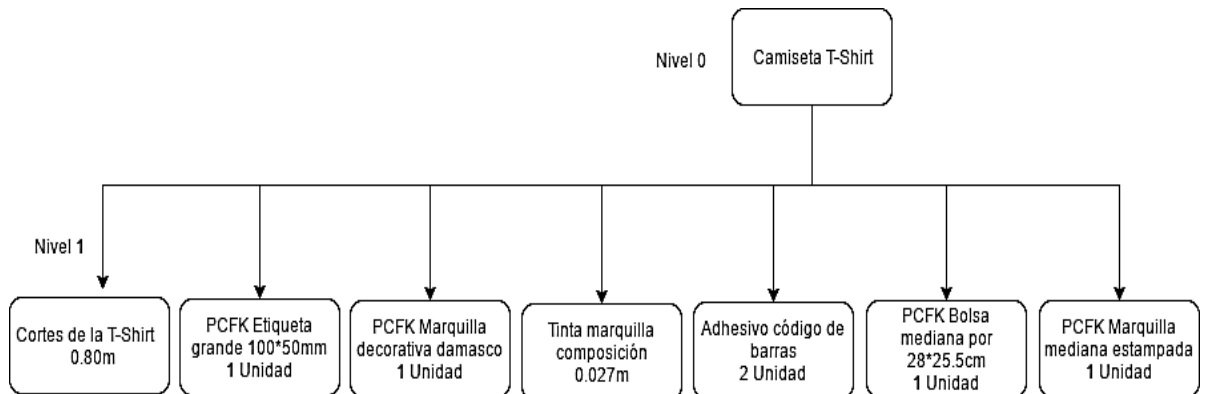 Nivel 0
Camiseta T-Shirt
Nivel 1
Cortes de la T-Shirt
0.80m
PCFK Etiqueta
grande 100*50mm
1 Unidad
PCFK Marquilla
decorativa damasco
1 Unidad
Tinta marquilla
composición
0.027m
Adhesivo código de
barras
2 Unidad
PCFK Bolsa
mediana por
28*25.5cm
1 Unidad
PCFK Marquilla
mediana estampada
1 Unidad